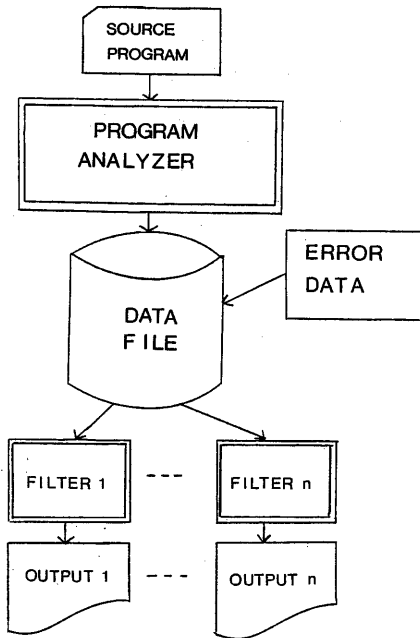 SOURCE
PROGRAM
PROGRAM
ANALYZER
ERROR
DATA
DATA
FILE
FILTER 1
---
FILTER n
OUTPUT 1
---
OUTPUT n